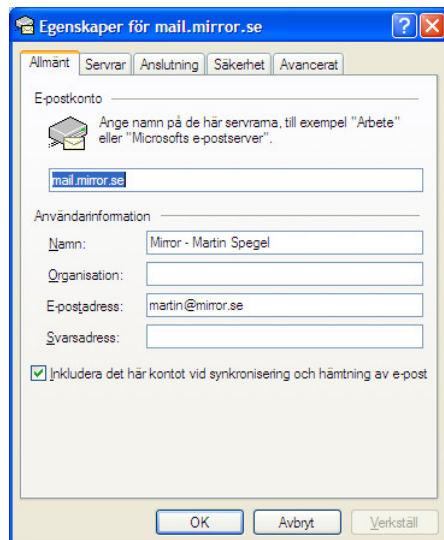 Egenskaper för mail.mirror.se
Allmänt Servrar Anslutning Säkerhet Avancerat
E-postkonto
Ange namn på de här servrarna, till exempel "Arbete"
eller "Microsofts e-postserver".
mail.mirror.se
Användarinformation
Namn: Mirror - Martin Spegel
Organisation:
E-postadress: martin@mirror.se
Svarsadress:
Inkludera det här kontot vid synkronisering och hämtning av e-post
OK Avbryt Verkställ